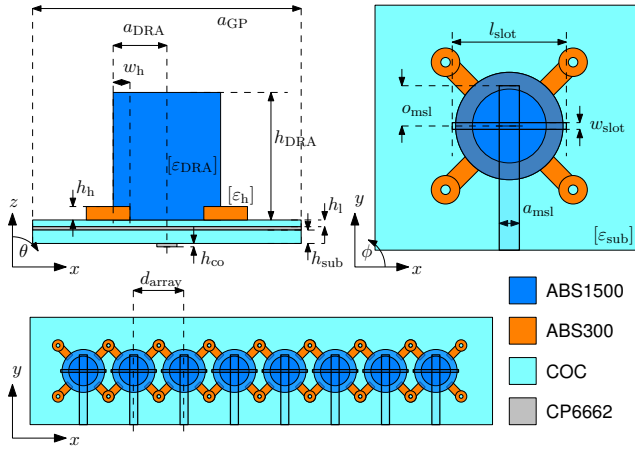 a_DRA
a_GP
w_h
h_DRA
[ε_DRA]
h_h
[ε_h]
h_l
z
θ
x
h_co
h_sub
l_slot
o_msl
w_slot
a_msl
y
ϕ
x
[ε_sub]
d_array
y
x
ABS1500
ABS300
COC
CP6662